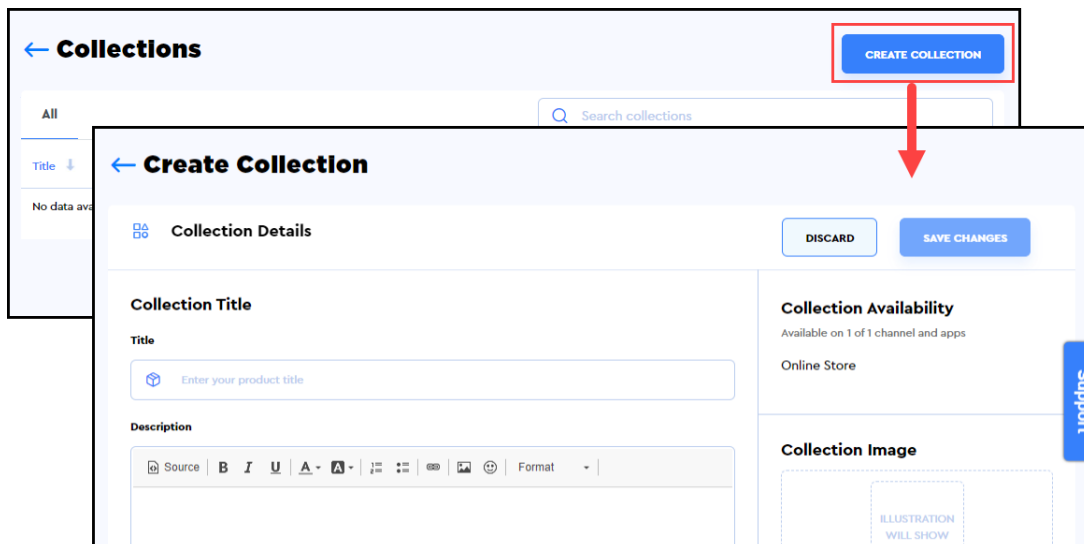 Collections
CREATE COLLECTION
All
Search collections
Title
No data ava
Create Collection
Collection Details
DISCARD
SAVE CHANGES
Collection Title
Title
Enter your product title
Description
Source B I U A A Format
Collection Availability
Available on 1 of 1 channel and apps
Online Store
Support
Collection Image
ILLUSTRATION
WILL SHOW